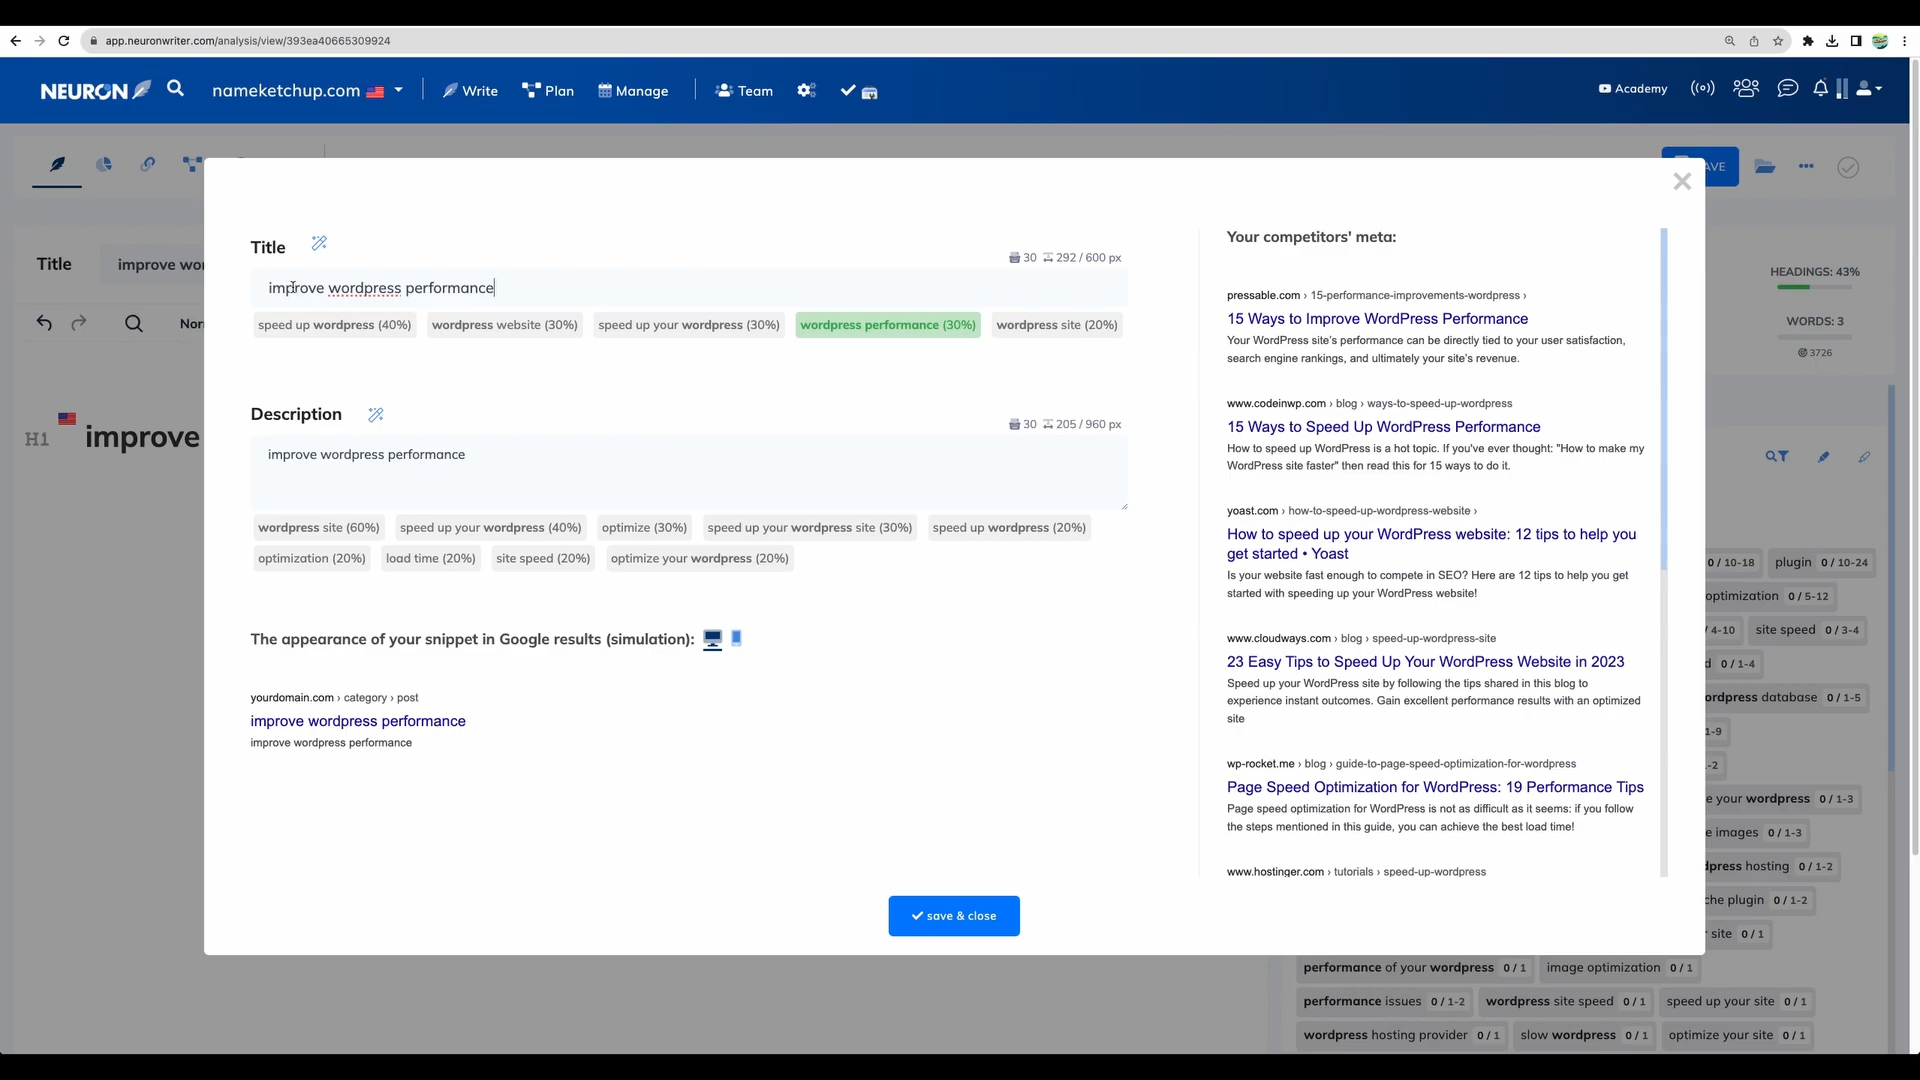 app.neuronwriter.com/analysis/view/393ea40665309924
NEURON nameketchup.com Write Plan Manage Team Academy
AVE
Title improve wor
Nor
HEADINGS: 43%
WORDS: 3
3726
H1 improve
Title
30 292 / 600 px
improve wordpress performance
speed up wordpress (40%) wordpress website (30%) speed up your wordpress (30%) wordpress performance (30%) wordpress site (20%)
Description
30 205 / 960 px
improve wordpress performance
wordpress site (60%) speed up your wordpress (40%) optimize (30%) speed up your wordpress site (30%) speed up wordpress (20%)
optimization (20%) load time (20%) site speed (20%) optimize your wordpress (20%)
The appearance of your snippet in Google results (simulation):
yourdomain.com › category › post
improve wordpress performance
improve wordpress performance
Your competitors' meta:
pressable.com › 15-performance-improvements-wordpress ›
15 Ways to Improve WordPress Performance
Your WordPress site's performance can be directly tied to your user satisfaction,
search engine rankings, and ultimately your site's revenue.
www.codeinwp.com › blog › ways-to-speed-up-wordpress
15 Ways to Speed Up WordPress Performance
How to speed up WordPress is a hot topic. If you've ever thought: "How to make my
WordPress site faster" then read this for 15 ways to do it.
yoast.com › how-to-speed-up-wordpress-website ›
How to speed up your WordPress website: 12 tips to help you
get started • Yoast
Is your website fast enough to compete in SEO? Here are 12 tips to help you get
started with speeding up your WordPress website!
www.cloudways.com › blog › speed-up-wordpress-site
23 Easy Tips to Speed Up Your WordPress Website in 2023
Speed up your WordPress site by following the tips shared in this blog to
experience instant outcomes. Gain excellent performance results with an optimized
site
wp-rocket.me › blog › guide-to-page-speed-optimization-for-wordpress
Page Speed Optimization for WordPress: 19 Performance Tips
Page speed optimization for WordPress is not as difficult as it seems: if you follow
the steps mentioned in this guide, you can achieve the best load time!
www.hostinger.com › tutorials › speed-up-wordpress
save & close
0 / 10-18 plugin 0 / 10-24
optimization 0 / 5-12
/ 4-10 site speed 0 / 3-4
d 0 / 1-4
ordpress database 0 / 1-5
1-9
-2
e your wordpress 0 / 1-3
e images 0 / 1-3
dpress hosting 0 / 1-2
che plugin 0 / 1-2
site 0 / 1
performance of your wordpress 0 / 1 image optimization 0 / 1
performance issues 0 / 1-2 wordpress site speed 0 / 1 speed up your site 0 / 1
wordpress hosting provider 0 / 1 slow wordpress 0 / 1 optimize your site 0 / 1